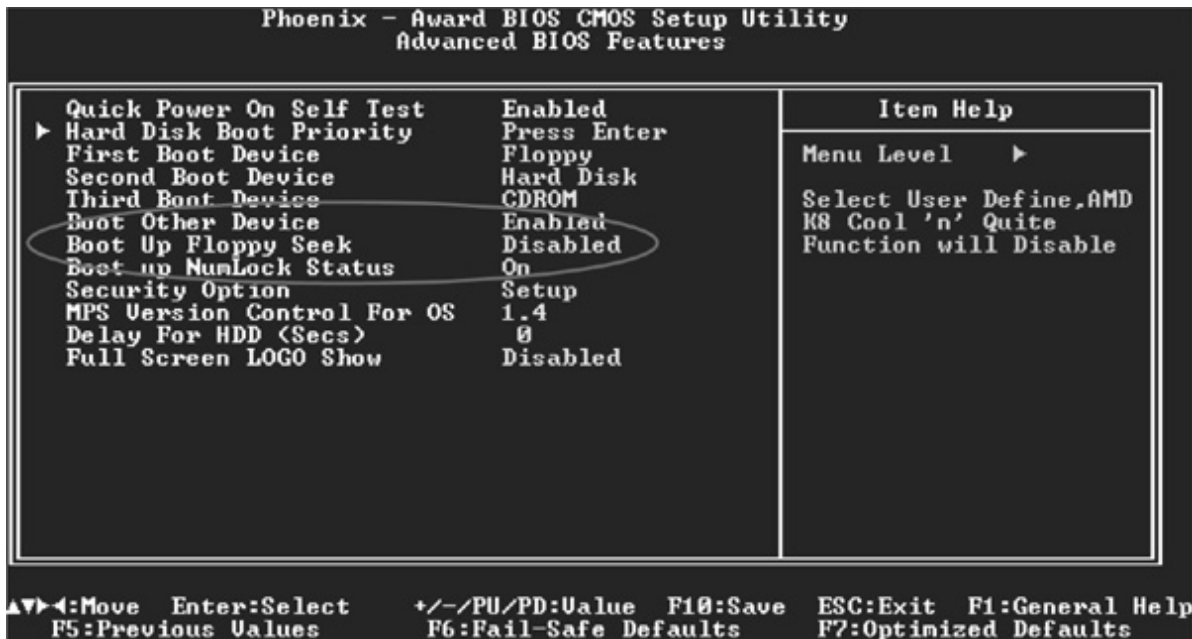 Phoenix - Award BIOS CMOS Setup Utility
Advanced BIOS Features
Quick Power On Self Test Enabled
Hard Disk Boot Priority Press Enter
First Boot Device Floppy
Second Boot Device Hard Disk
Third Boot Device CDROM
Boot Other Device Enabled
Boot Up Floppy Seek Disabled
Boot up NumLock Status On
Security Option Setup
MPS Version Control For OS 1.4
Delay For HDD (Secs) 0
Full Screen LOGO Show Disabled
Item Help
Menu Level ▶
Select User Define,AMD
K8 Cool 'n' Quite
Function will Disable
▲▼▶◀:Move Enter:Select +/-/PU/PD:Value F10:Save ESC:Exit F1:General Help
F5:Previous Values F6:Fail-Safe Defaults F7:Optimized Defaults